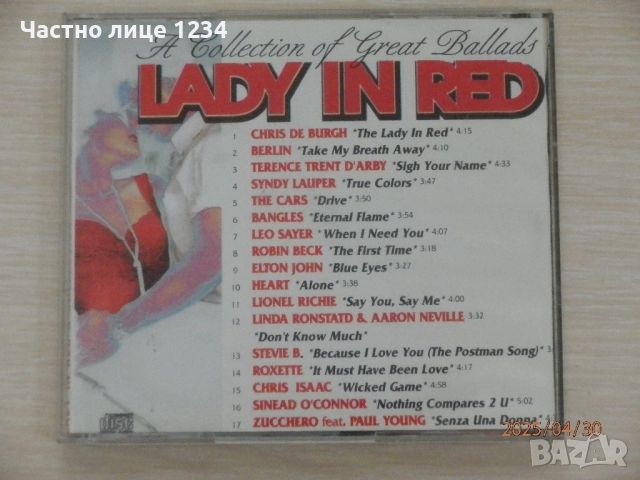 Частно лице 1234
A Collection of Great Ballads
LADY IN RED
1 CHRIS DE BURGH "The Lady In Red" 4:15
2 BERLIN "Take My Breath Away" 4:10
3 TERENCE TRENT D'ARBY "Sigh Your Name" 4:33
4 SYNDY LAUPER "True Colors" 3:47
5 THE CARS "Drive" 3:50
6 BANGLES "Eternal Flame" 3:54
7 LEO SAYER "When I Need You" 4:07
8 ROBIN BECK "The First Time" 3:18
9 ELTON JOHN "Blue Eyes" 3:27
10 HEART "Alone" 3:38
11 LIONEL RICHIE "Say You, Say Me" 4:00
12 LINDA RONSTATD & AARON NEVILLE 3:32
"Don't Know Much"
13 STEVIE B. "Because I Love You (The Postman Song)"
14 ROXETTE "It Must Have Been Love" 4:17
15 CHRIS ISAAC "Wicked Game" 4:58
16 SINEAD O'CONNOR "Nothing Compares 2 U" 5:02
17 ZUCCHERO feat. PAUL YOUNG "Senza Una Donna"
2025/04/30
bazar